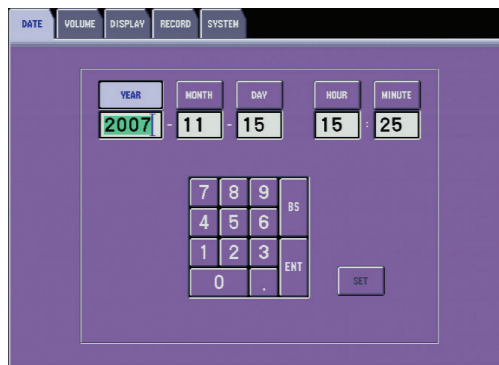 DATE VOLUME DISPLAY RECORD SYSTEM
YEAR MONTH DAY HOUR MINUTE
2007 - 11 - 15 15 : 25
7 8 9 BS
4 5 6
1 2 3 ENT
0 .
SET